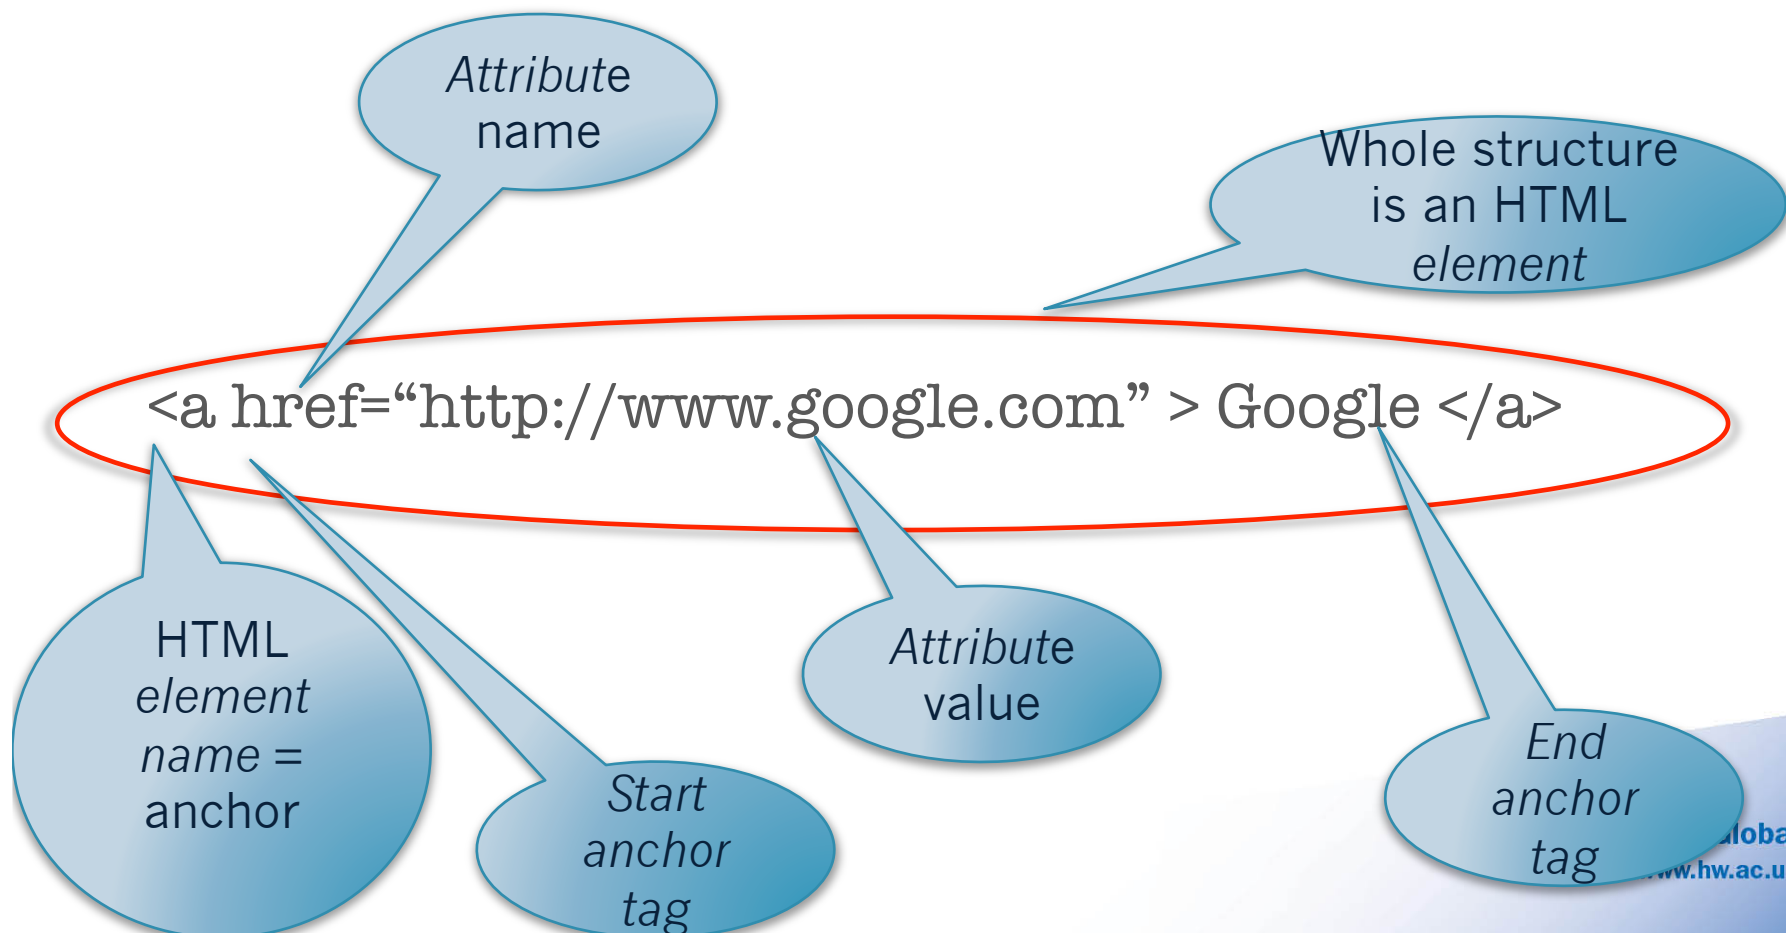 Attribute
name
Whole structure
is an HTML
element
<a href=“http://www.google.com” > Google </a>
HTML
element
name =
anchor
Start
anchor
tag
Attribute
value
End
anchor
tag